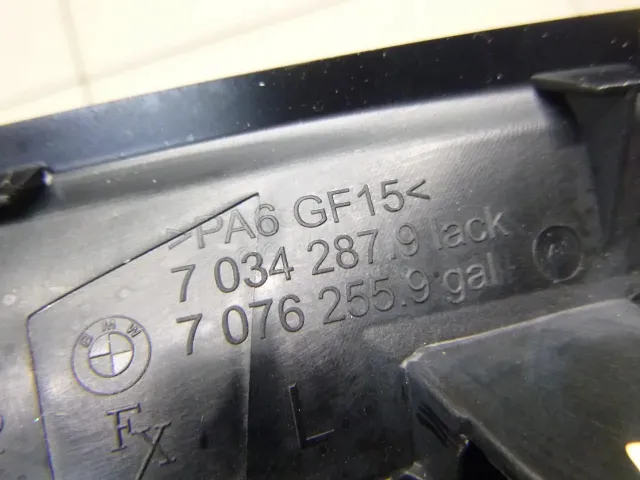 >PA6 GF15<
7 034 287.9 lack
7 076 255.9 gal
BMW
FX
L